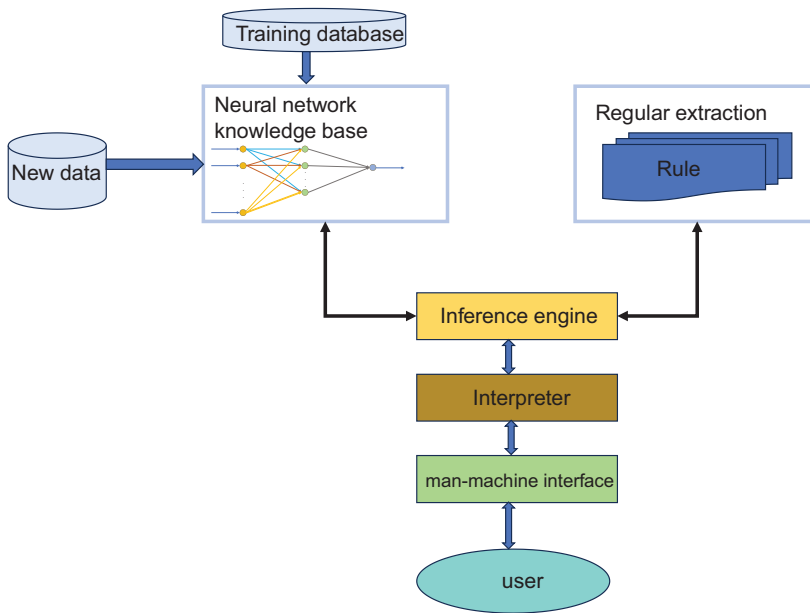 Training database
Neural network
knowledge base
New data
Regular extraction
Rule
Inference engine
Interpreter
man-machine interface
user